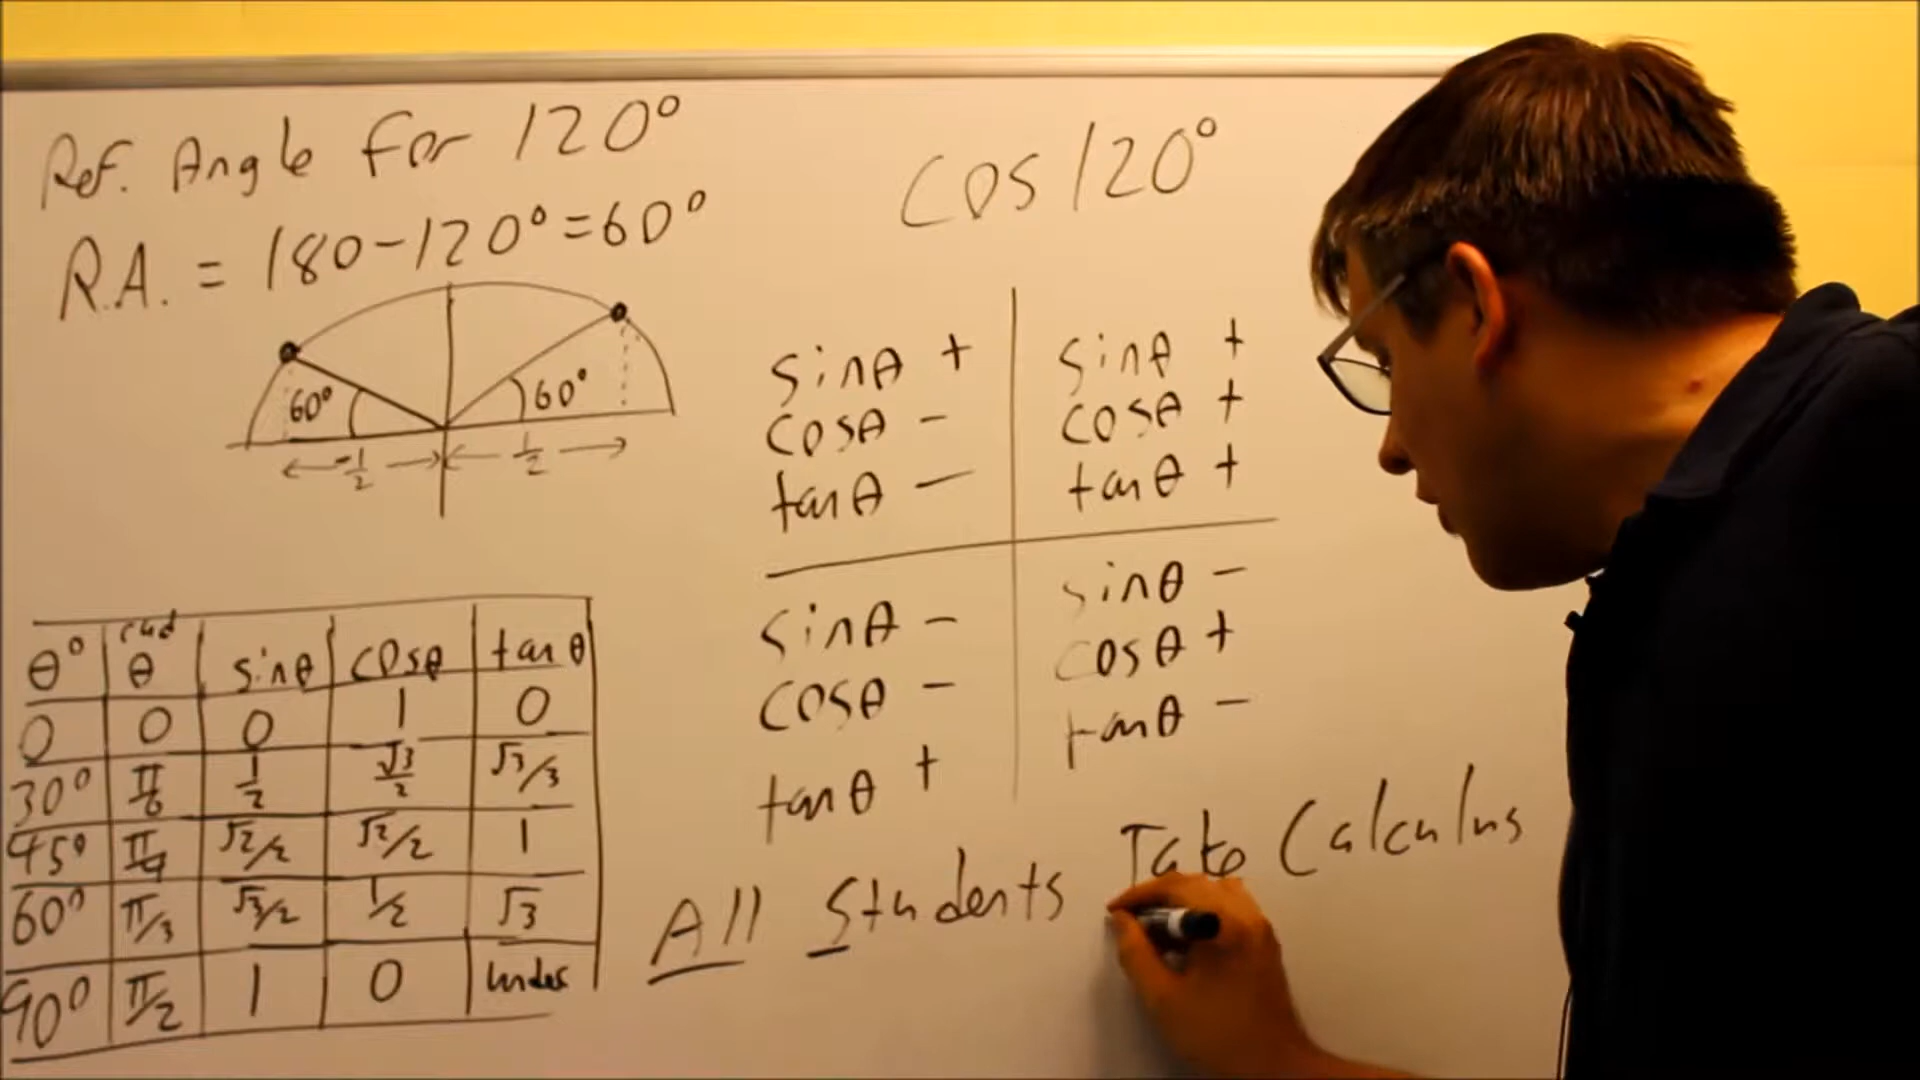 Ref. Angle for 120°
R.A. = 180-120°=60°
60° 60°
-1/2 1/2
cos 120°
sinθ + sinθ +
cosθ - cosθ +
tanθ - tanθ +
sinθ - sinθ -
cosθ - cosθ +
tanθ + tanθ -
All Students Take Calculus
θ° rad θ sinθ cosθ tanθ
0 0 0 1 0
30° π/6 1/2 √3/2 √3/3
45° π/4 √2/2 √2/2 1
60° π/3 √3/2 1/2 √3
90° π/2 1 0 undef